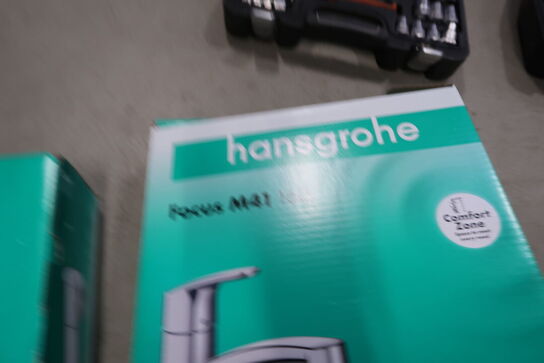 hansgrohe
Focus M41
Comfort
Zone